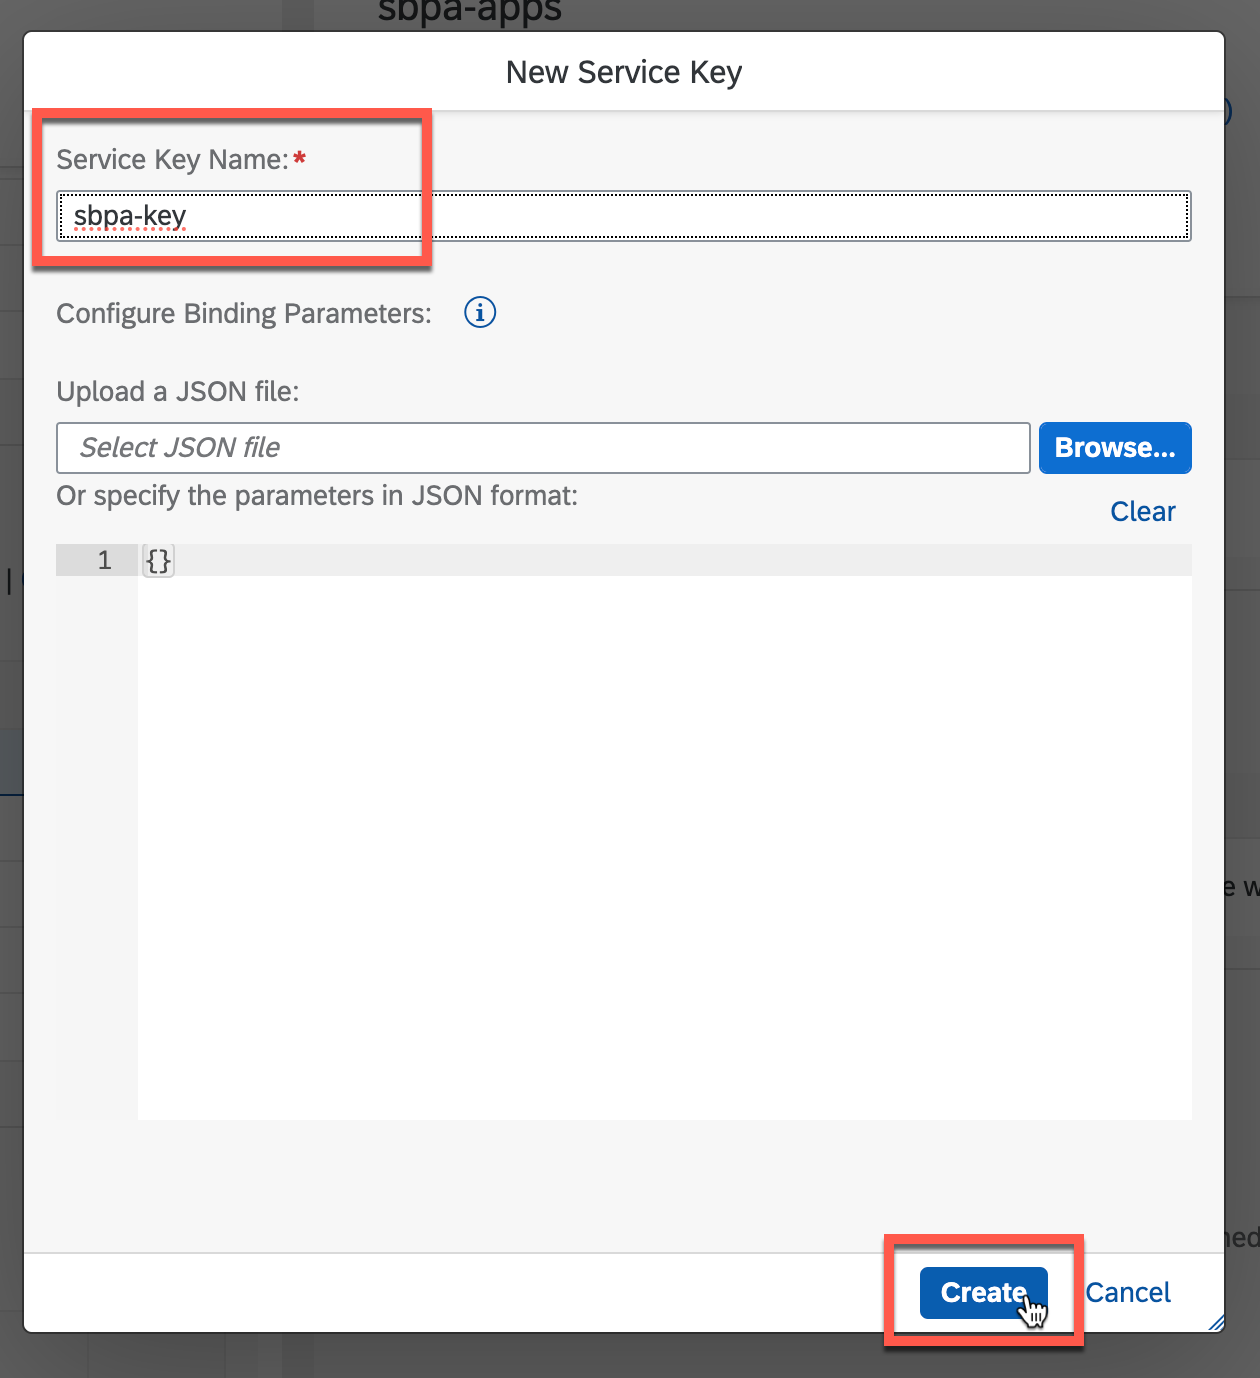 sbpa-apps
New Service Key
Service Key Name:*
sbpa-key
Configure Binding Parameters:
Upload a JSON file:
Select JSON file
Browse...
Or specify the parameters in JSON format:
Clear
1 {}
e w
Create
Cancel